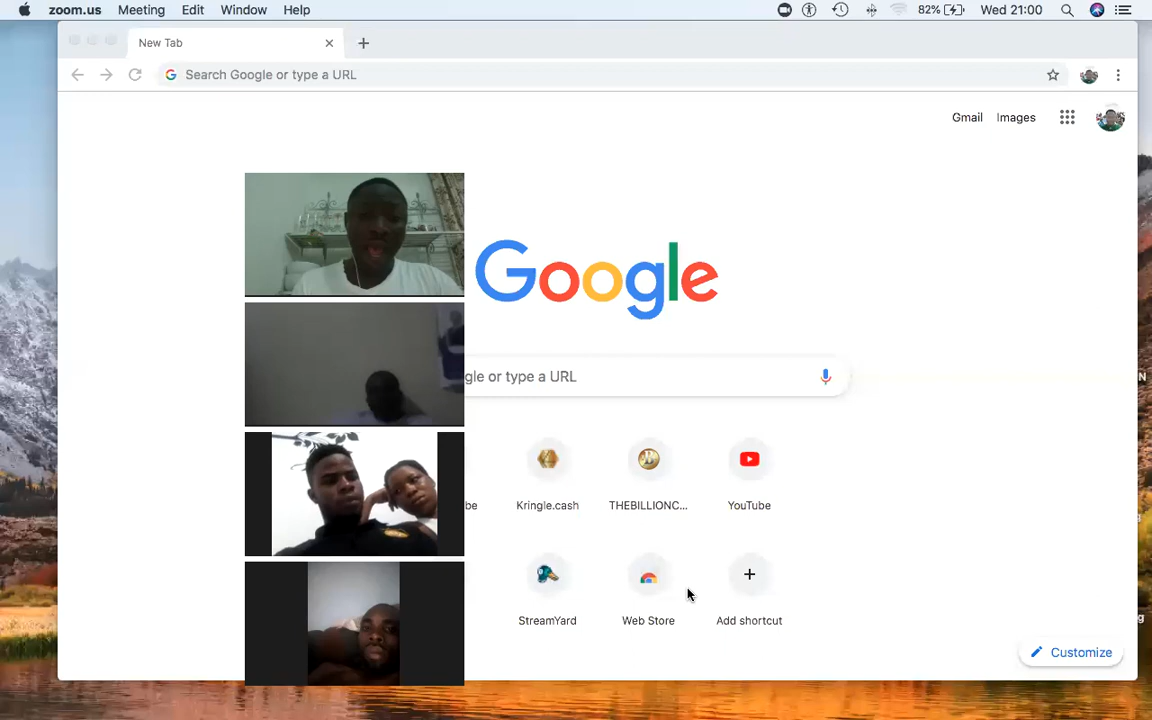 zoom.us Meeting Edit Window Help 82% Wed 21:00
New Tab
Search Google or type a URL
Gmail Images
Google
gle or type a URL
be Kringle.cash THEBILLIONC... YouTube
StreamYard Web Store Add shortcut
Customize
N
g
g